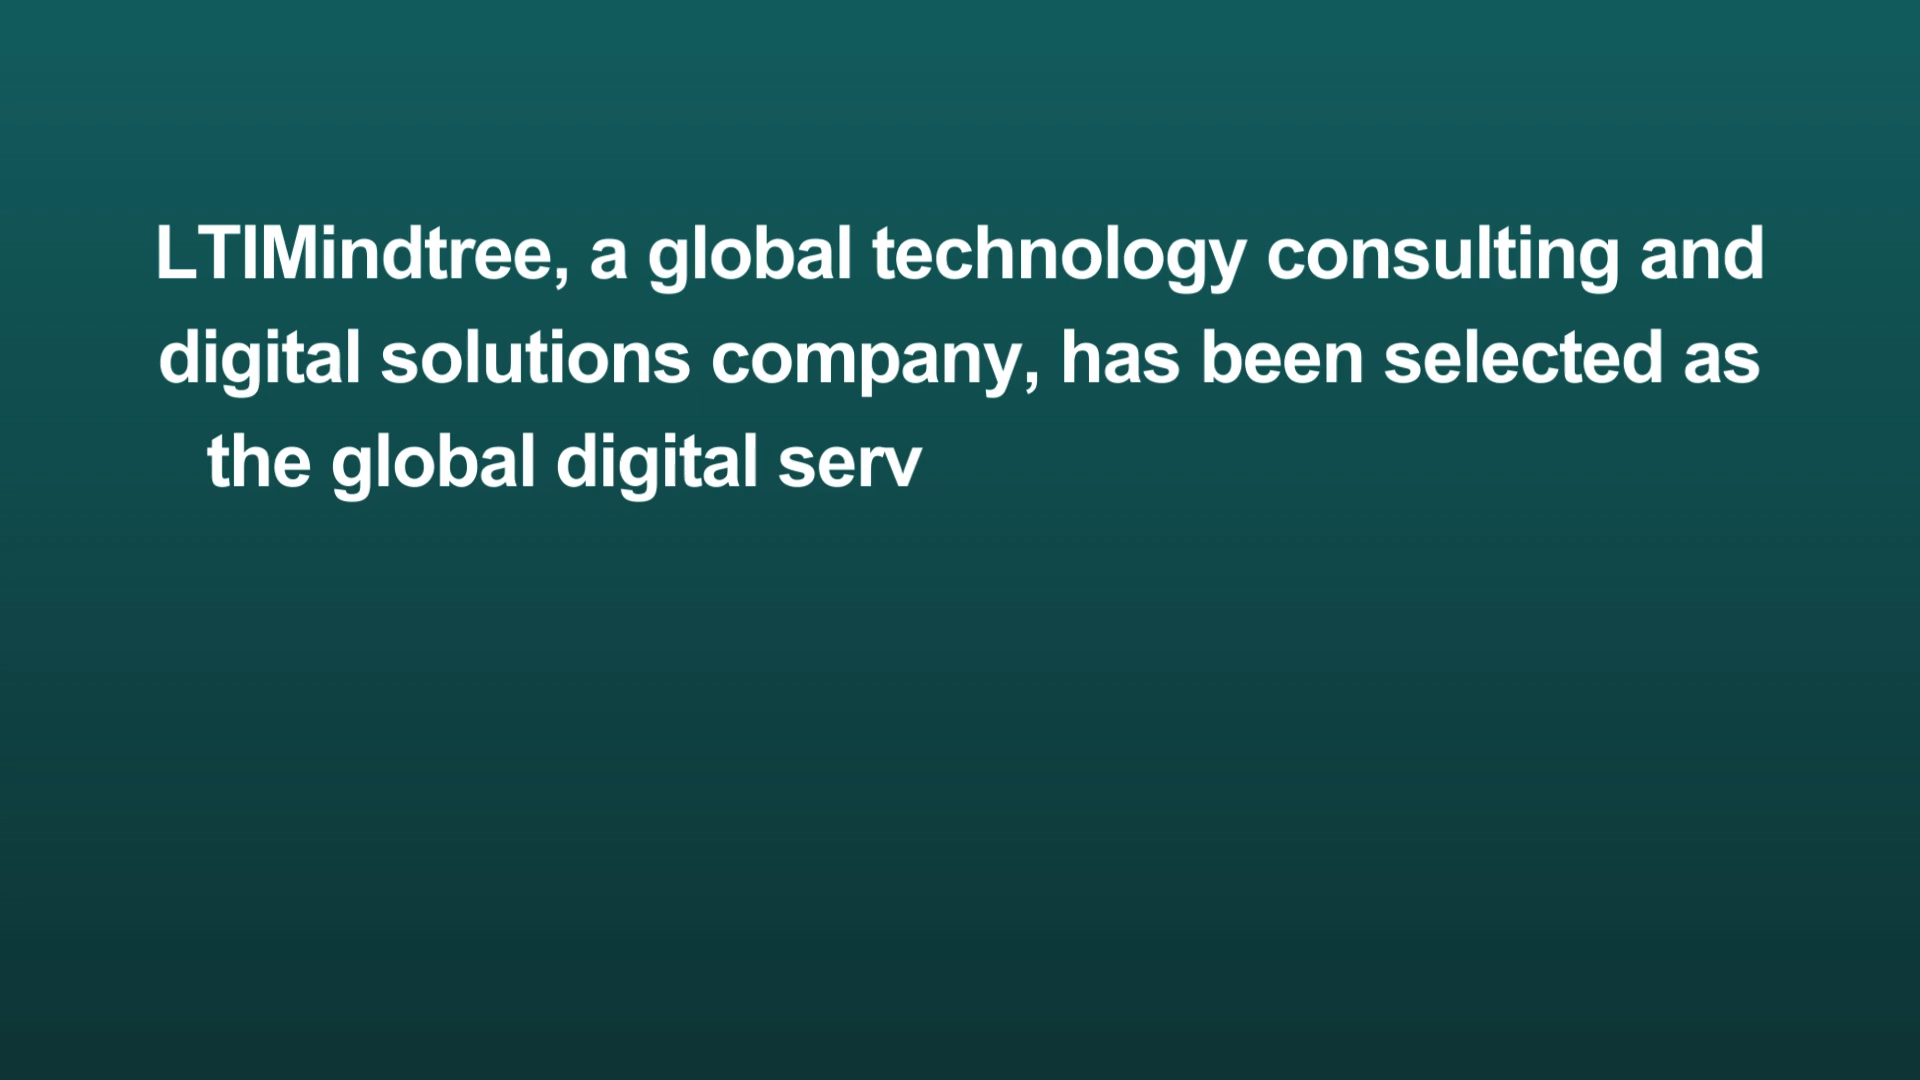 LTIMindtree, a global technology consulting and
digital solutions company, has been selected as
the global digital serv